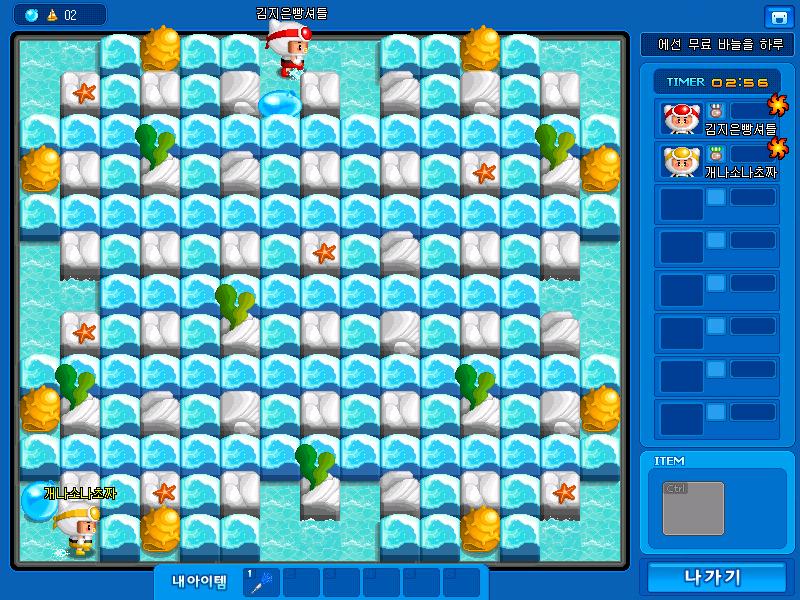 02
김지은빵셔틀
에선 무료 바늘을 하루
TIMER 02:56
김지은빵셔틀
개나소나초짜
개나소나초짜
ITEM
Ctrl
내아이템
1
나가기